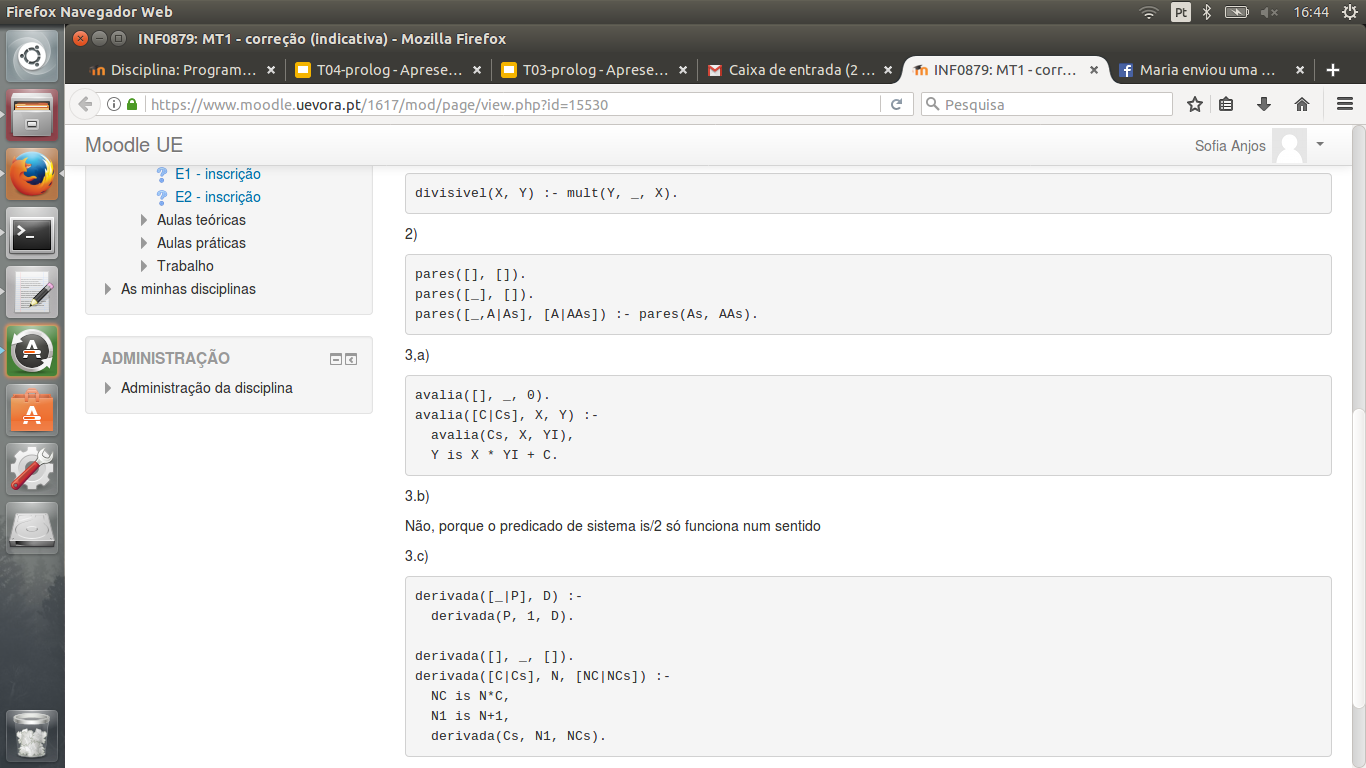 Firefox Navegador Web
Pt
16:44
INF0879: MT1 - correção (indicativa) - Mozilla Firefox
Disciplina: Program… ×
T04-prolog - Aprese… ×
T03-prolog - Aprese… ×
Caixa de entrada (2 … ×
INF0879: MT1 - corr… ×
Maria enviou uma … ×
https://www.moodle.uevora.pt/1617/mod/page/view.php?id=15530
Pesquisa
Moodle UE
Sofia Anjos
E1 - inscrição
E2 - inscrição
Aulas teóricas
Aulas práticas
Trabalho
As minhas disciplinas
ADMINISTRAÇÃO
Administração da disciplina
divisivel(X, Y) :- mult(Y, _, X).
2)
pares([], []).
pares([_], []).
pares([_,A|As], [A|AAs]) :- pares(As, AAs).
3,a)
avalia([], _, 0).
avalia([C|Cs], X, Y) :-
  avalia(Cs, X, YI),
  Y is X * YI + C.
3.b)
Não, porque o predicado de sistema is/2 só funciona num sentido
3.c)
derivada([_|P], D) :-
  derivada(P, 1, D).
derivada([], _, []).
derivada([C|Cs], N, [NC|NCs]) :-
  NC is N*C,
  N1 is N+1,
  derivada(Cs, N1, NCs).